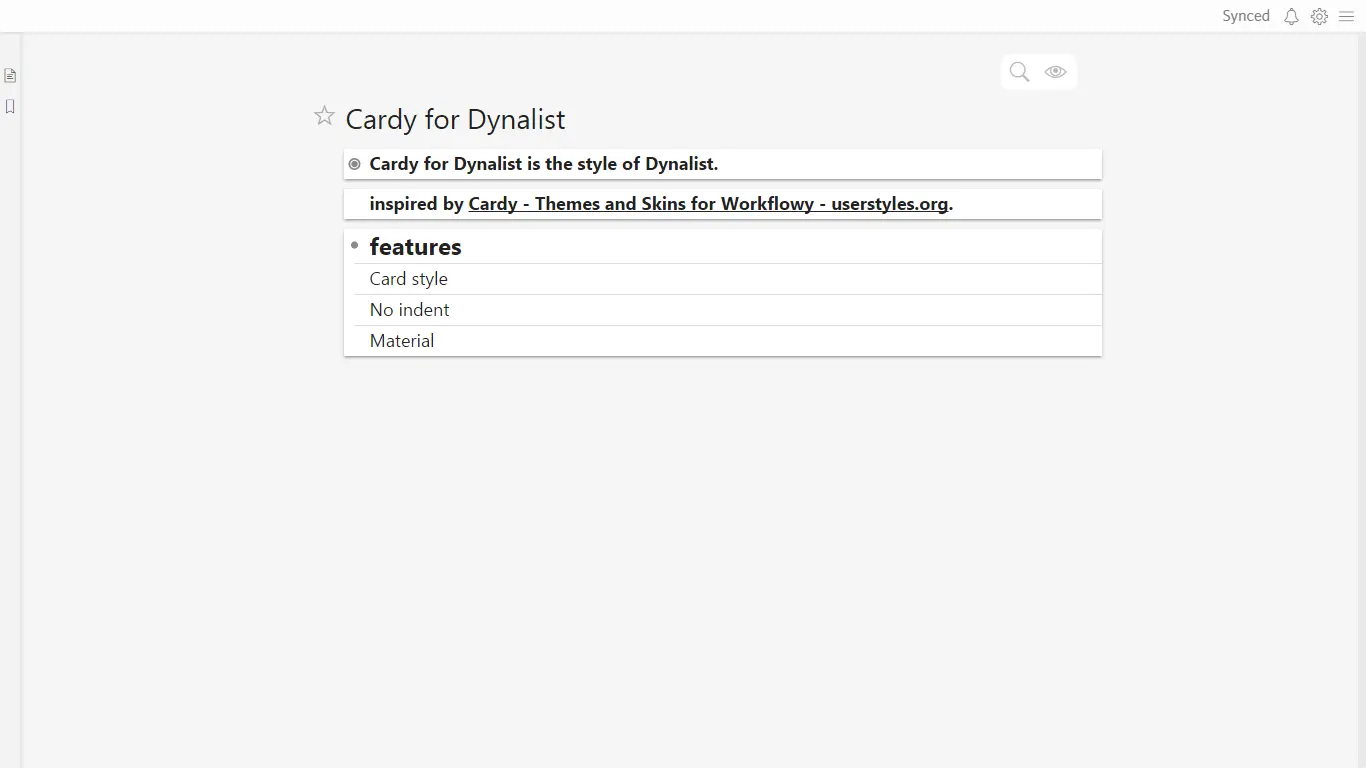 Synced
Cardy for Dynalist
Cardy for Dynalist is the style of Dynalist.
inspired by Cardy - Themes and Skins for Workflowy - userstyles.org.
features
Card style
No indent
Material